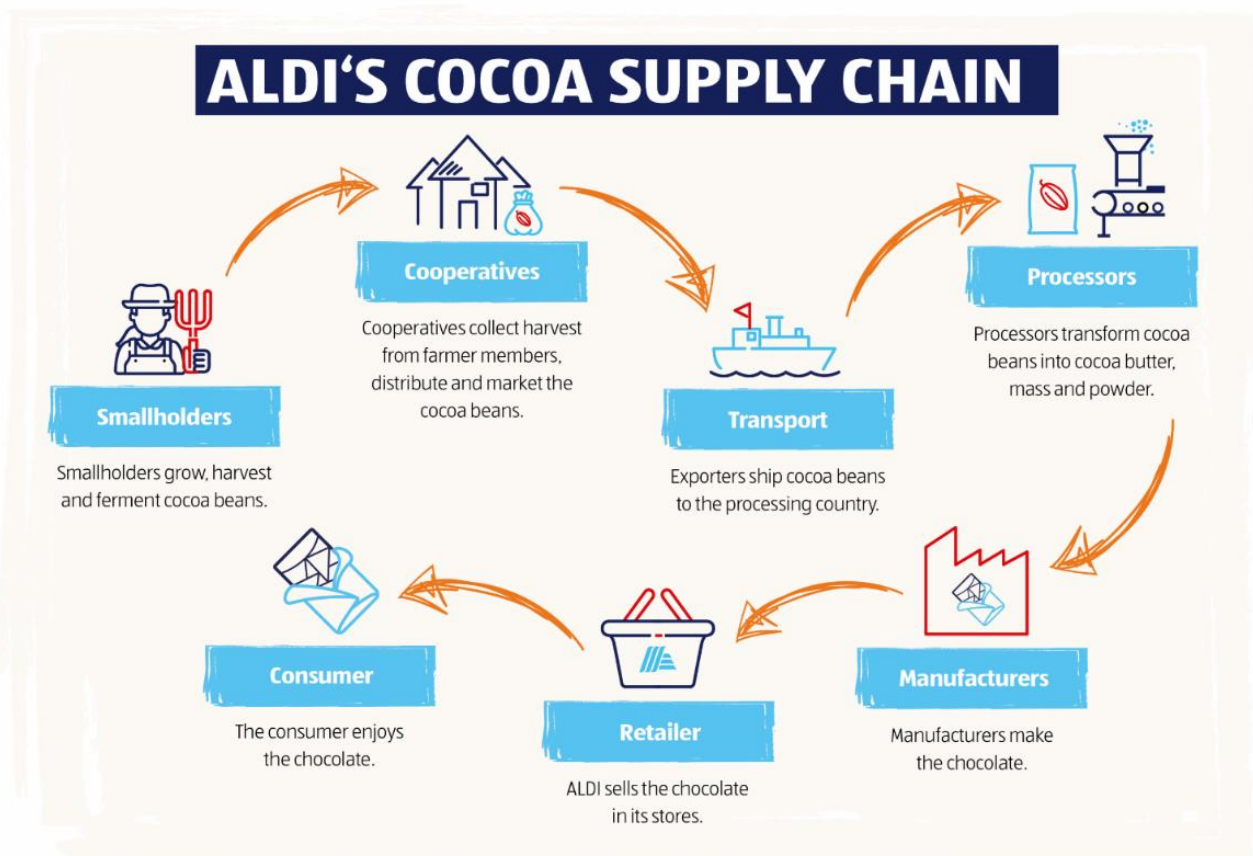 ALDI‘S COCOA SUPPLY CHAIN
Smallholders
Smallholders grow, harvest
and ferment cocoa beans.
Cooperatives
Cooperatives collect harvest
from farmer members,
distribute and market the
cocoa beans.
Transport
Exporters ship cocoa beans
to the processing country.
Processors
Processors transform cocoa
beans into cocoa butter,
mass and powder.
Manufacturers
Manufacturers make
the chocolate.
Retailer
ALDI sells the chocolate
in its stores.
Consumer
The consumer enjoys
the chocolate.